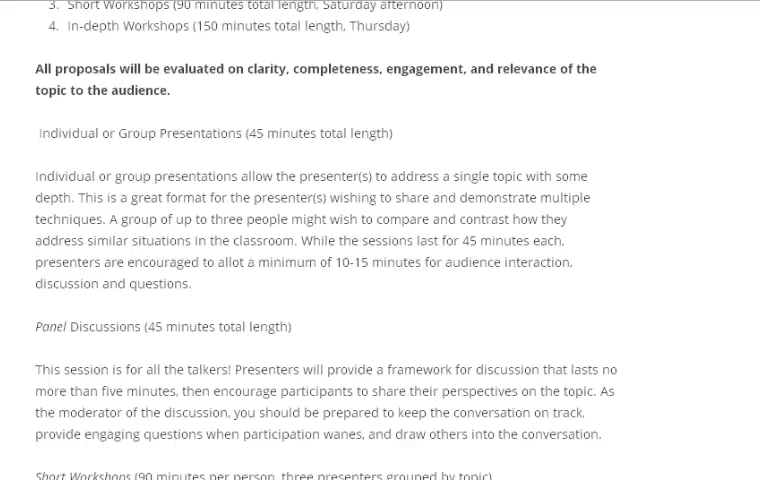 3. Short Workshops (90 minutes total length, Saturday afternoon)
4. In-depth Workshops (150 minutes total length, Thursday)
All proposals will be evaluated on clarity, completeness, engagement, and relevance of the
topic to the audience.
Individual or Group Presentations (45 minutes total length)
Individual or group presentations allow the presenter(s) to address a single topic with some
depth. This is a great format for the presenter(s) wishing to share and demonstrate multiple
techniques. A group of up to three people might wish to compare and contrast how they
address similar situations in the classroom. While the sessions last for 45 minutes each,
presenters are encouraged to allot a minimum of 10-15 minutes for audience interaction,
discussion and questions.
Panel Discussions (45 minutes total length)
This session is for all the talkers! Presenters will provide a framework for discussion that lasts no
more than five minutes, then encourage participants to share their perspectives on the topic. As
the moderator of the discussion, you should be prepared to keep the conversation on track,
provide engaging questions when participation wanes, and draw others into the conversation.
Short Workshops (90 minutes per person, three presenters grouped by topic)